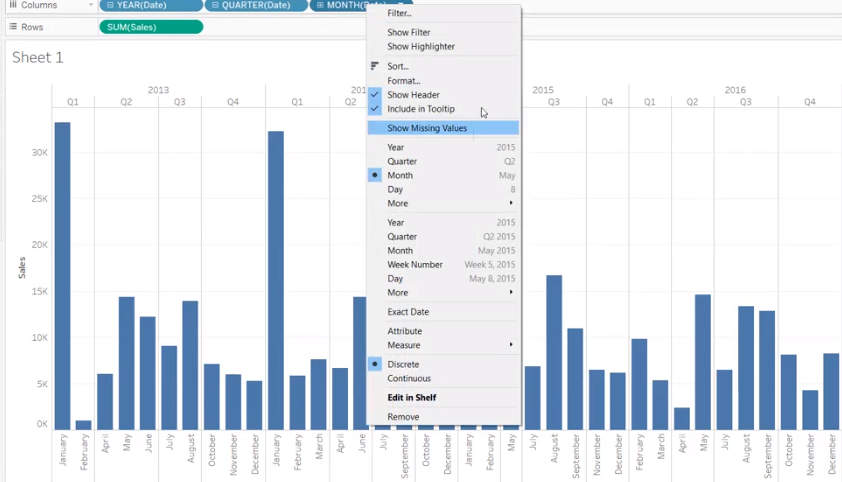 Columns YEAR(Date) QUARTER(Date) MONTH(Date)
Rows SUM(Sales)
Sheet 1
Filter...
Show Filter
Show Highlighter
Sort...
Format...
Show Header
Include in Tooltip
Show Missing Values
Year 2015
Quarter Q2
Month May
Day 8
More
Year 2015
Quarter Q2 2015
Month May 2015
Week Number Week 5, 2015
Day May 8, 2015
More
Exact Date
Attribute
Measure
Discrete
Continuous
Edit in Shelf
Remove
2013 2015 2016
Q1 Q2 Q3 Q4 Q1 Q2 Q3 Q4 Q1 Q2 Q3 Q4
Sales
30K
25K
20K
15K
10K
5K
0K
January
February
April
May
June
July
August
October
November
December
January
February
March
April
June
July
September
October
December
January
February
May
July
August
September
November
December
February
March
April
May
July
August
September
October
November
December